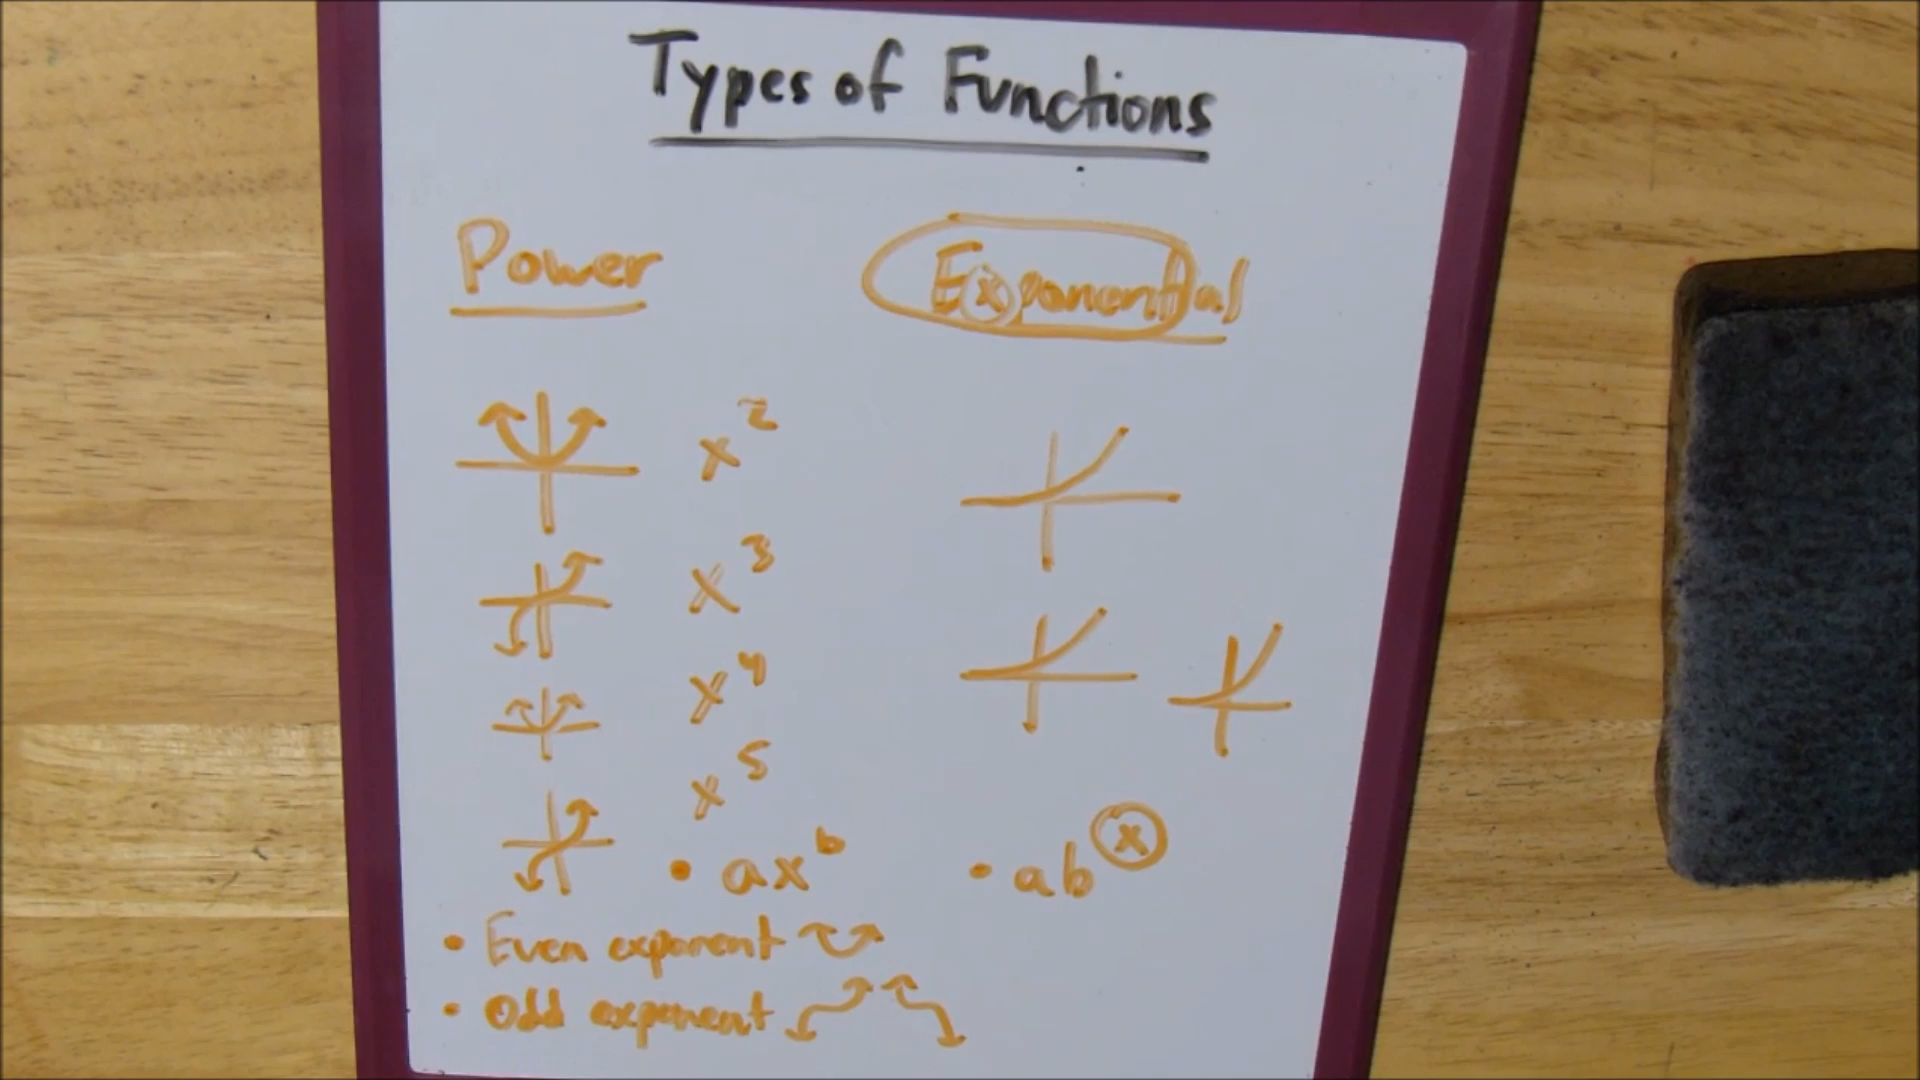 Types of Functions
Power
Exponential
x²
x³
x⁴
x⁵
• axᵇ
• abˣ
• Even exponent
• Odd exponent